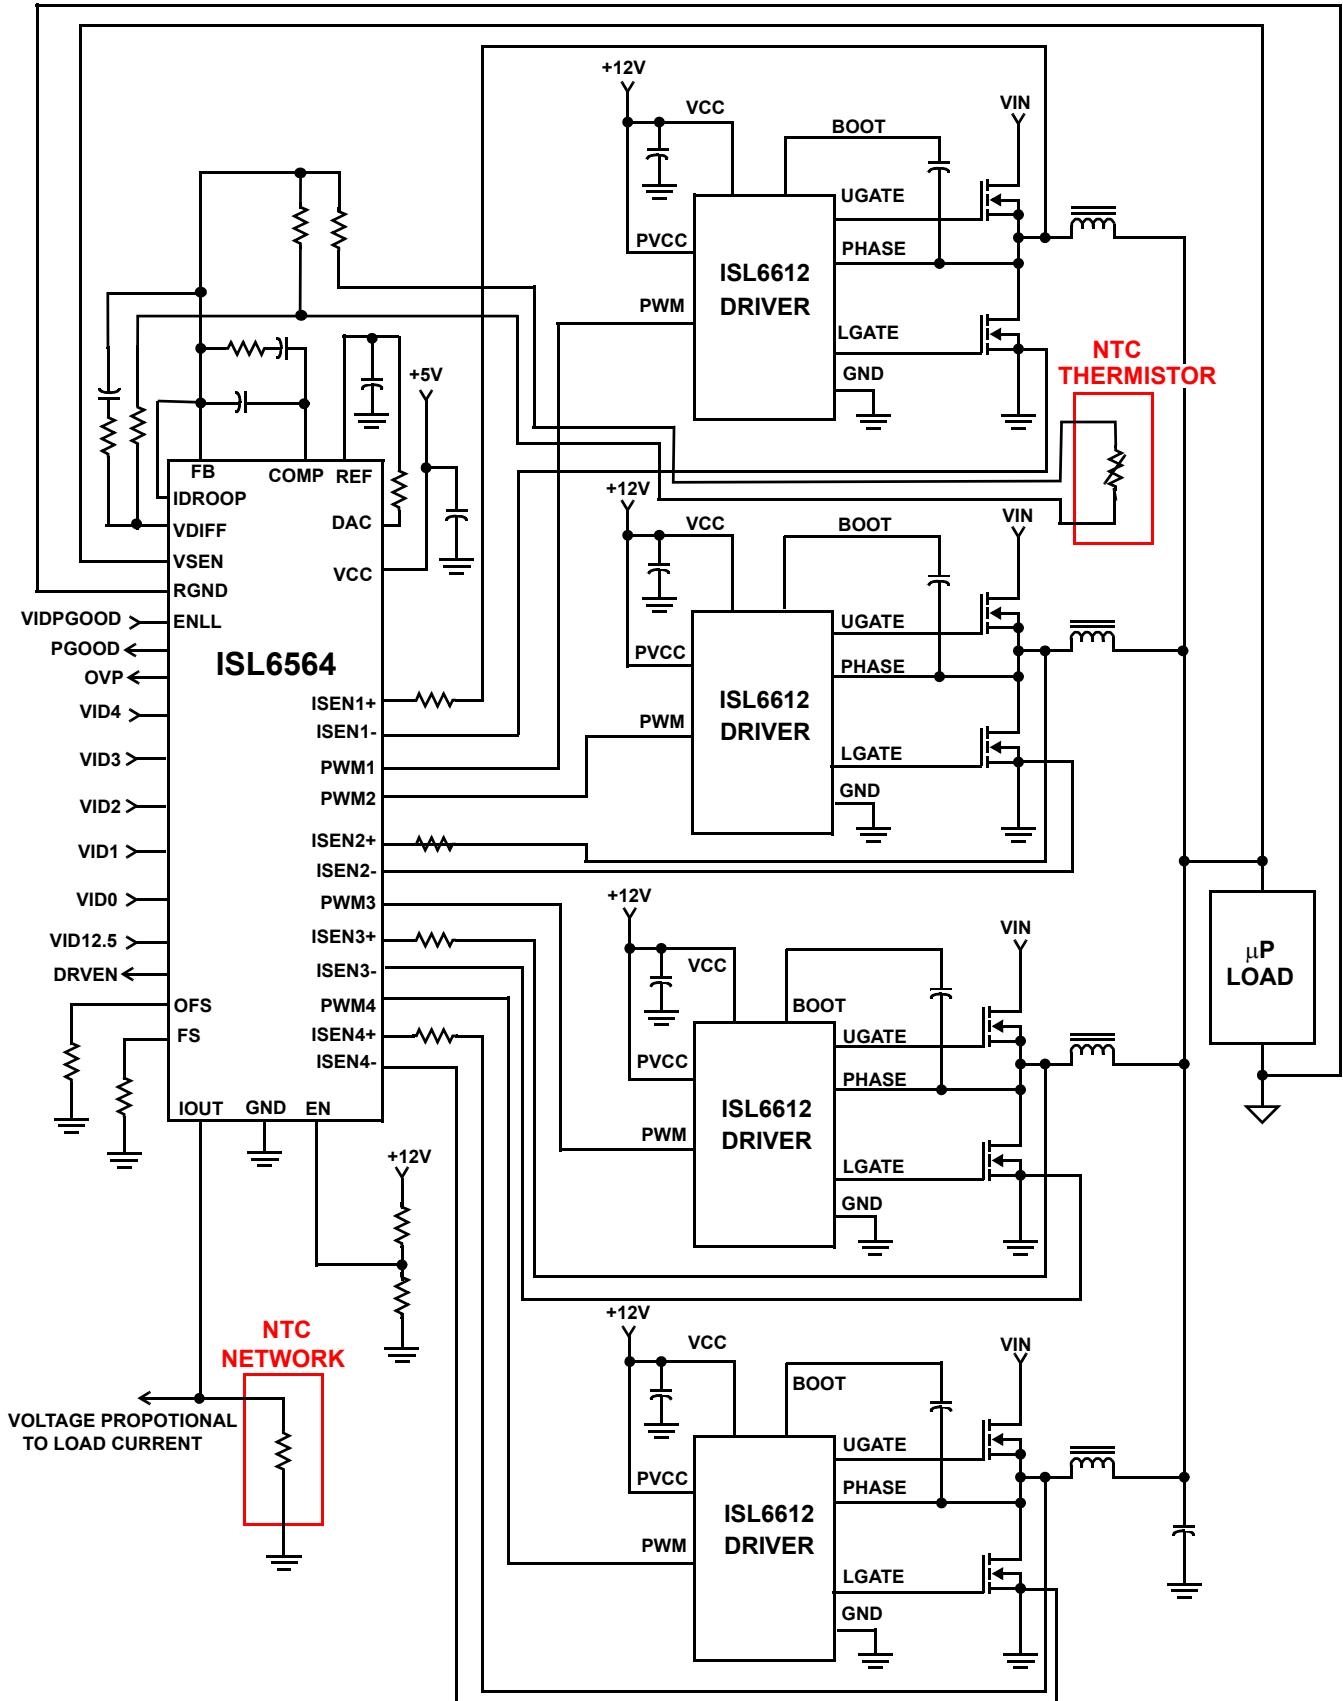 +12V
VCC
BOOT
VIN
UGATE
PVCC
PHASE
ISL6612
DRIVER
PWM
LGATE
GND
NTC
THERMISTOR
+5V
FB
COMP
REF
IDROOP
DAC
VDIFF
VSEN
VCC
RGND
VIDPGOOD
ENLL
PGOOD
OVP
ISL6564
VID4
ISEN1+
ISEN1-
VID3
PWM1
PWM2
VID2
ISEN2+
VID1
ISEN2-
VID0
PWM3
VID12.5
ISEN3+
DRVEN
ISEN3-
OFS
PWM4
FS
ISEN4+
ISEN4-
IOUT
GND
EN
+12V
+12V
VCC
BOOT
VIN
UGATE
PVCC
PHASE
ISL6612
DRIVER
PWM
LGATE
GND
+12V
VCC
BOOT
VIN
UGATE
PVCC
PHASE
ISL6612
DRIVER
PWM
LGATE
GND
μP
LOAD
NTC
NETWORK
VOLTAGE PROPOTIONAL
TO LOAD CURRENT
+12V
VCC
BOOT
VIN
UGATE
PVCC
PHASE
ISL6612
DRIVER
PWM
LGATE
GND